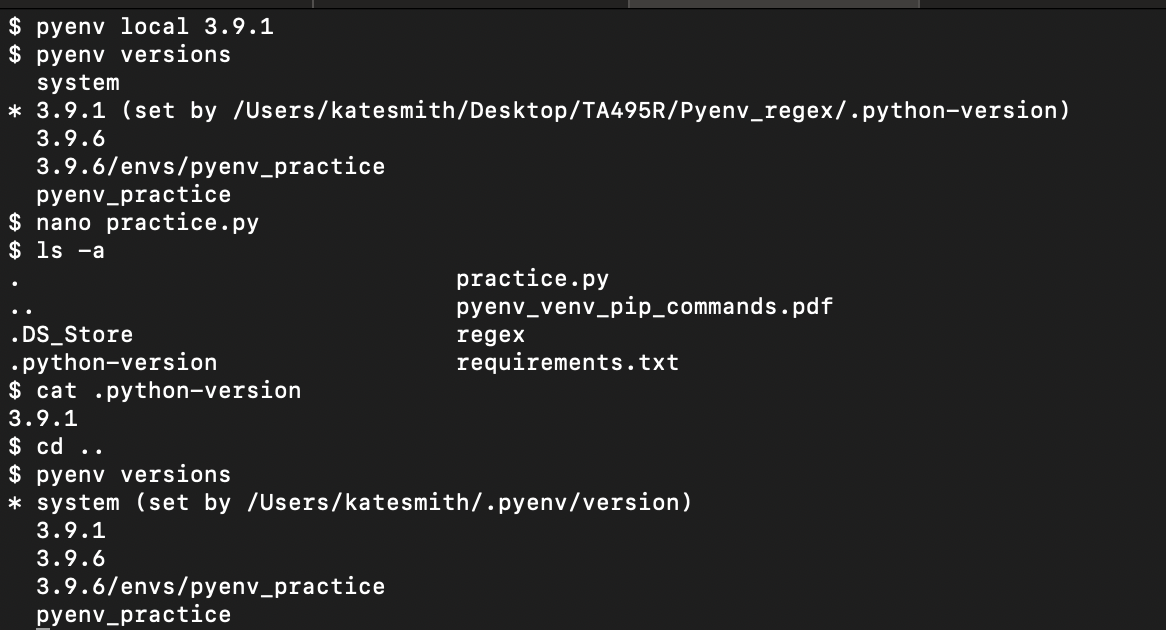 $ pyenv local 3.9.1
$ pyenv versions
  system
* 3.9.1 (set by /Users/katesmith/Desktop/TA495R/Pyenv_regex/.python-version)
  3.9.6
  3.9.6/envs/pyenv_practice
  pyenv_practice
$ nano practice.py
$ ls -a
.                               practice.py
..                              pyenv_venv_pip_commands.pdf
.DS_Store                       regex
.python-version                 requirements.txt
$ cat .python-version
3.9.1
$ cd ..
$ pyenv versions
* system (set by /Users/katesmith/.pyenv/version)
  3.9.1
  3.9.6
  3.9.6/envs/pyenv_practice
  pyenv_practice